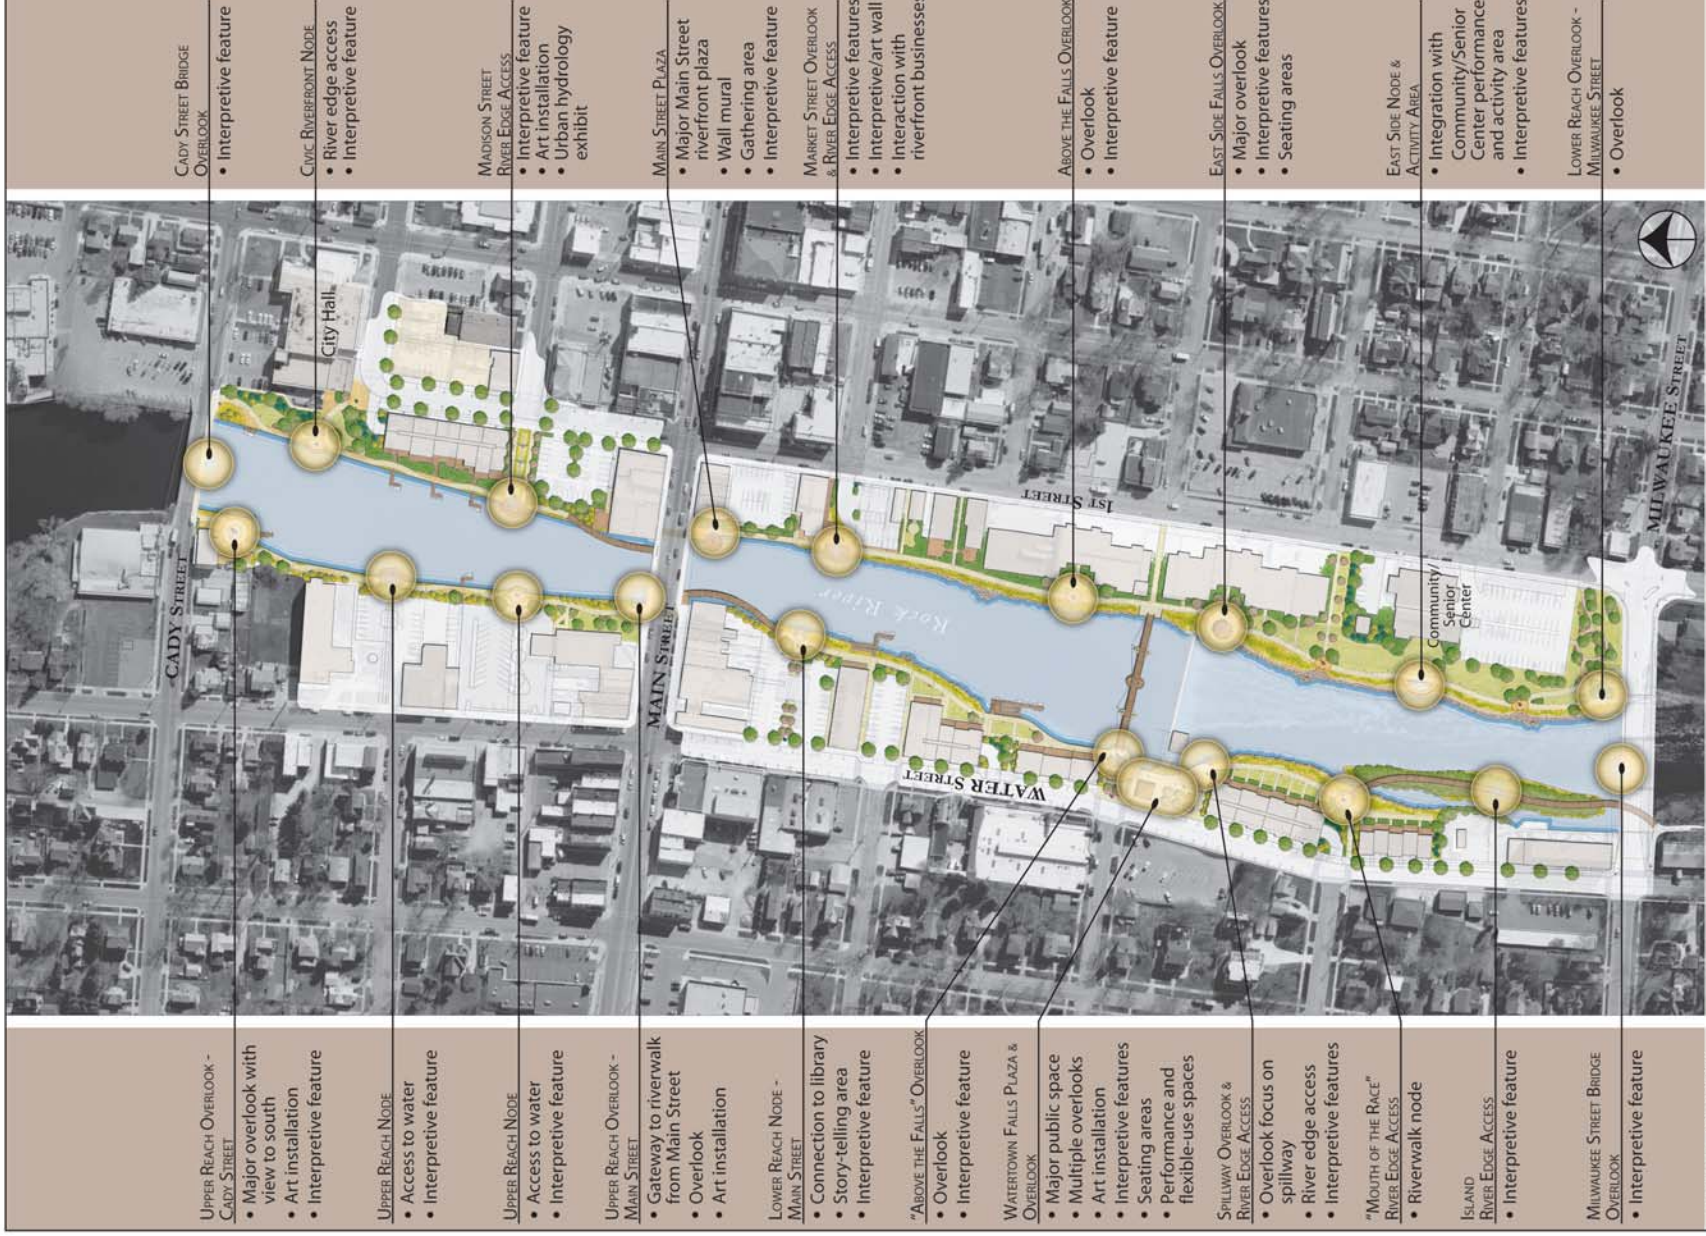 CADY STREET BRIDGE
OVERLOOK
• Interpretive feature
CIVIC RIVERFRONT NODE
• River edge access
• Interpretive feature
MADISON STREET
RIVER EDGE ACCESS
• Interpretive feature
• Art installation
• Urban hydrology
exhibit
MAIN STREET PLAZA
• Major Main Street
riverfront plaza
• Wall mural
• Gathering area
• Interpretive feature
MARKET STREET OVERLOOK
& RIVER EDGE ACCESS
• Interpretive features
• Interpretive/art wall
• Interaction with
riverfront businesses
ABOVE THE FALLS OVERLOOK
• Overlook
• Interpretive feature
EAST SIDE FALLS OVERLOOK
• Major overlook
• Interpretive features
• Seating areas
EAST SIDE NODE &
ACTIVITY AREA
• Integration with
Community/Senior
Center performance
and activity area
• Interpretive features
LOWER REACH OVERLOOK -
MILWAUKEE STREET
• Overlook
City Hall
CADY STREET
MAIN STREET
1ST STREET
Rock River
WATER STREET
Community/
Senior
Center
MILWAUKEE STREET
UPPER REACH OVERLOOK -
CADY STREET
• Major overlook with
view to south
• Art installation
• Interpretive feature
UPPER REACH NODE
• Access to water
• Interpretive feature
UPPER REACH NODE
• Access to water
• Interpretive feature
UPPER REACH OVERLOOK -
MAIN STREET
• Gateway to riverwalk
from Main Street
• Overlook
• Art installation
LOWER REACH NODE -
MAIN STREET
• Connection to library
• Story-telling area
• Interpretive feature
"ABOVE THE FALLS" OVERLOOK
• Overlook
• Interpretive feature
WATERTOWN FALLS PLAZA &
OVERLOOK
• Major public space
• Multiple overlooks
• Art installation
• Interpretive features
• Seating areas
• Performance and
flexible-use spaces
SPILLWAY OVERLOOK &
RIVER EDGE ACCESS
• Overlook focus on
spillway
• River edge access
• Interpretive features
"MOUTH OF THE RACE"
RIVER EDGE ACCESS
• Riverwalk node
ISLAND
RIVER EDGE ACCESS
• Interpretive feature
MILWAUKEE STREET BRIDGE
OVERLOOK
• Interpretive feature